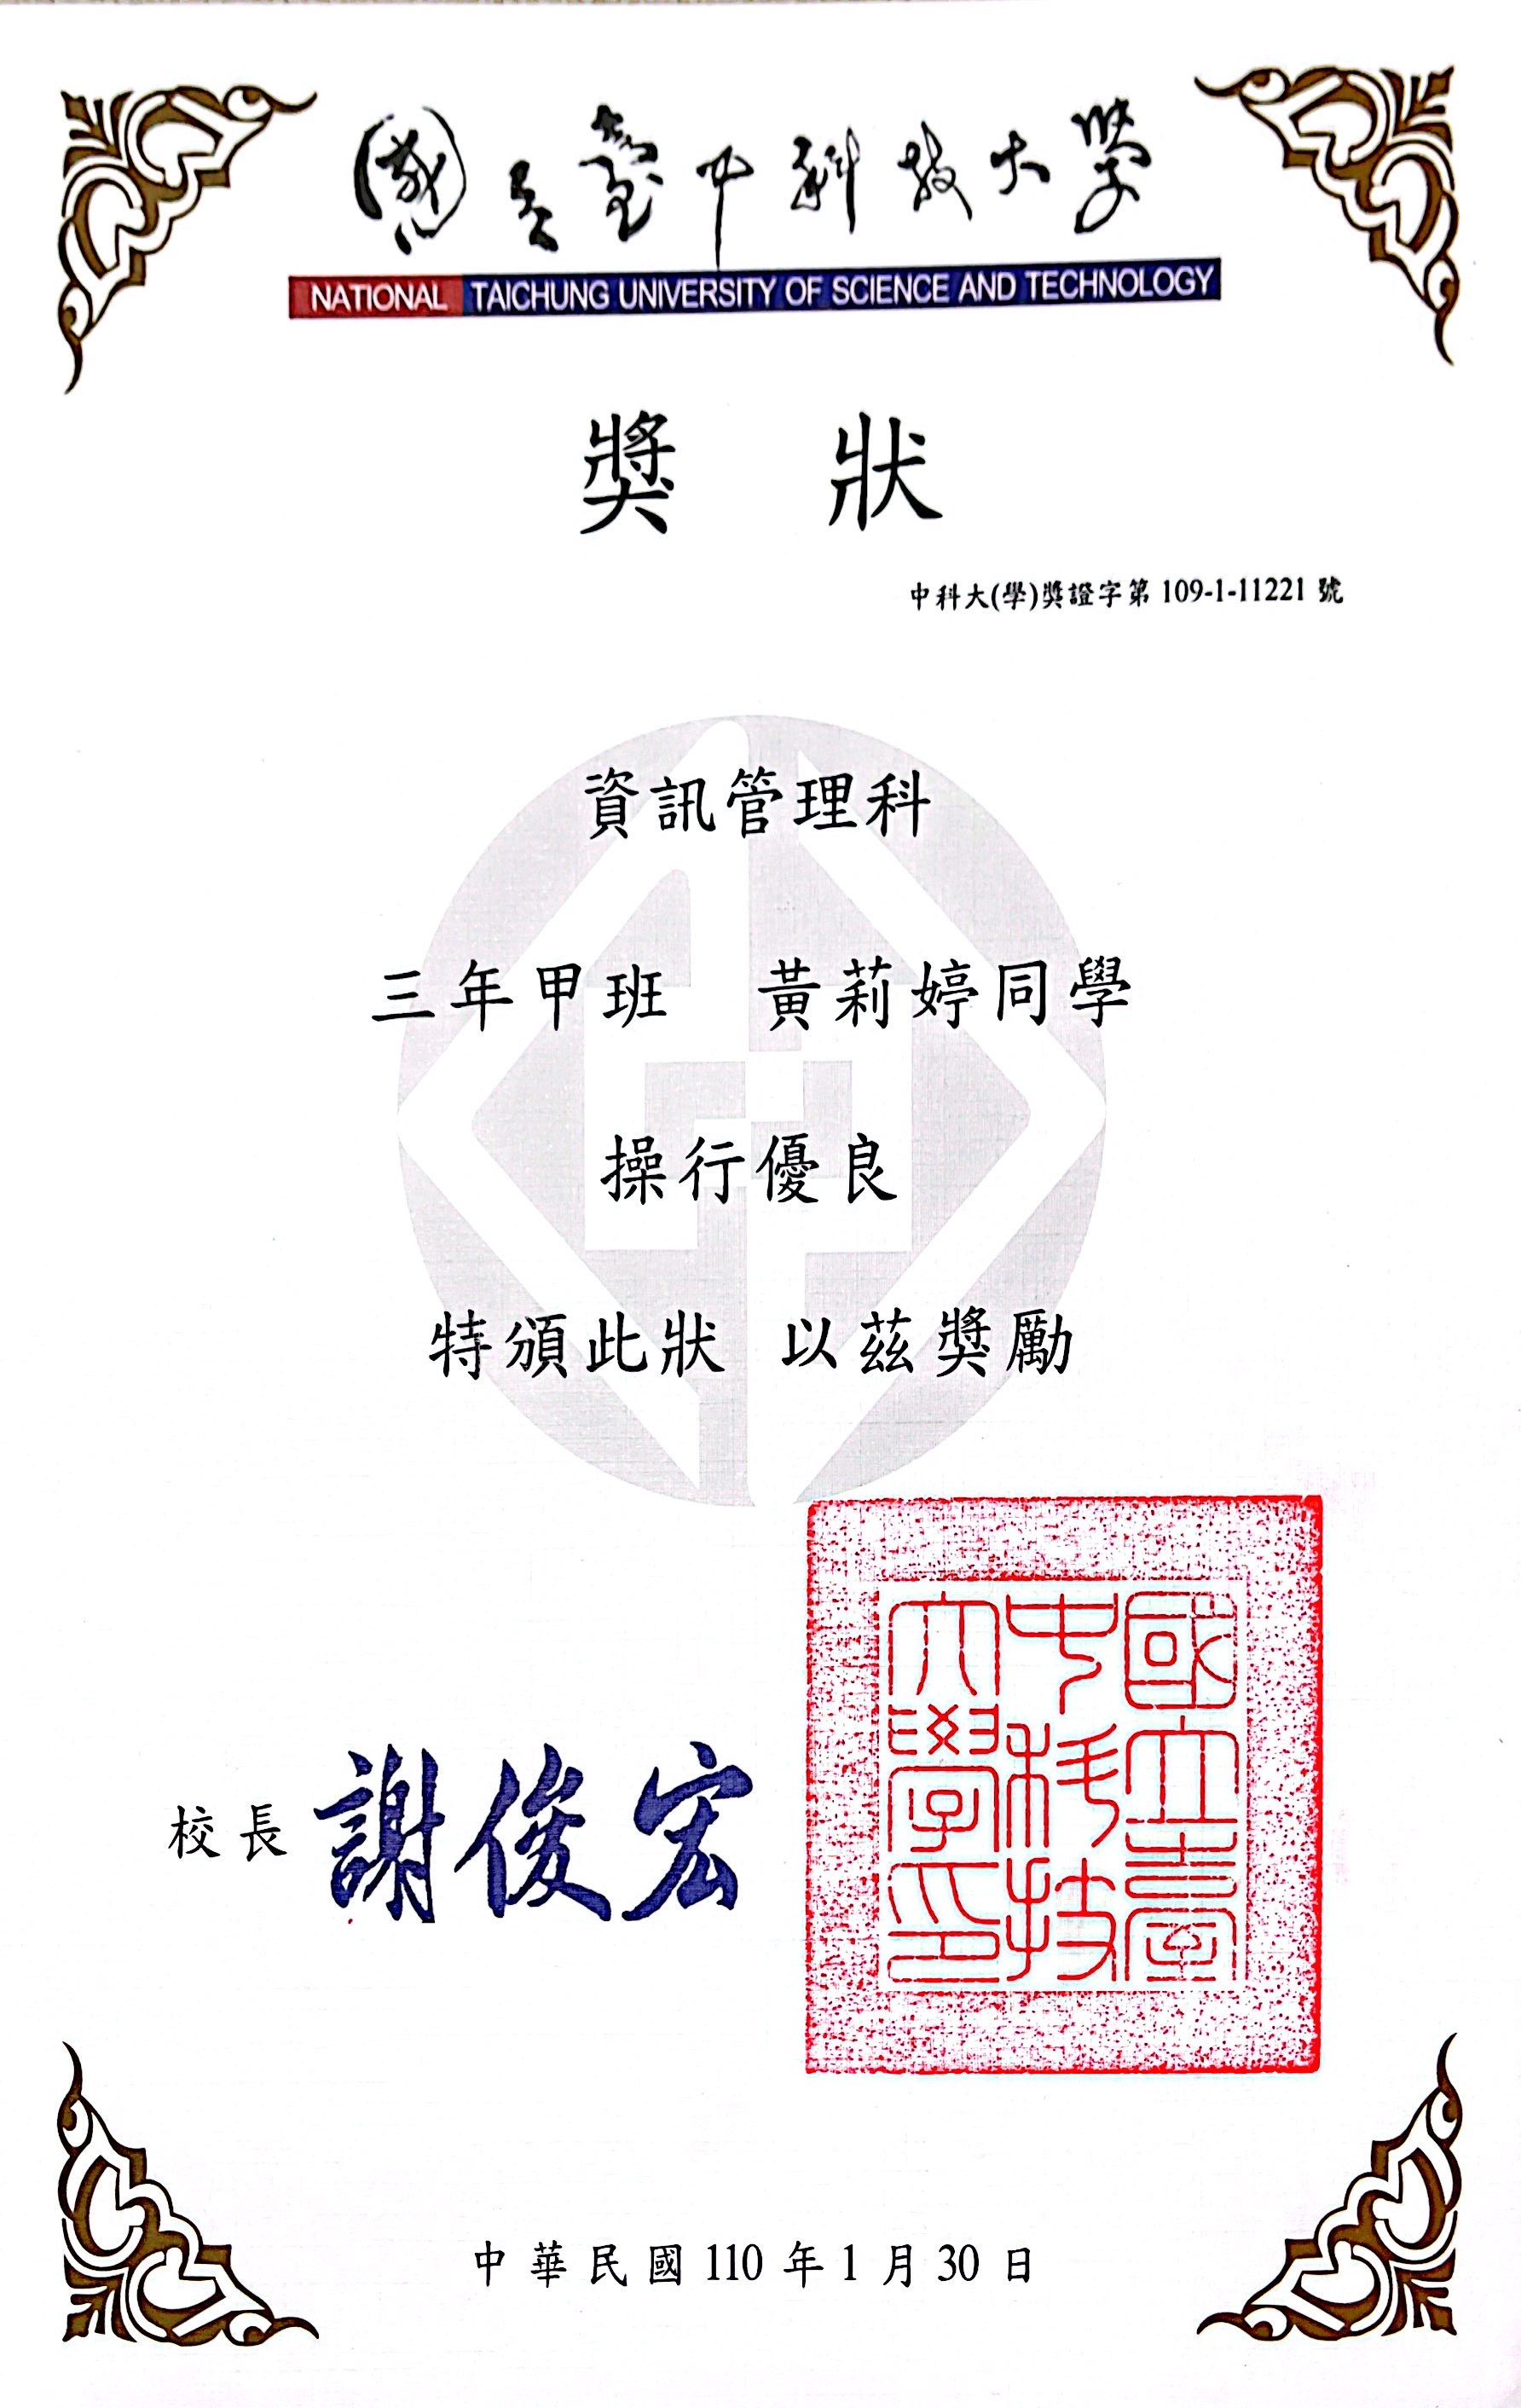 國立臺中科技大學
NATIONAL TAICHUNG UNIVERSITY OF SCIENCE AND TECHNOLOGY
獎 狀
中科大(學)獎證字第 109-1-11221 號
資訊管理科
三年甲班 黃莉婷同學
操行優良
特頒此狀 以茲獎勵
國立臺
中科技
大學印
校長 謝俊宏
中華民國 110 年 1 月 30 日